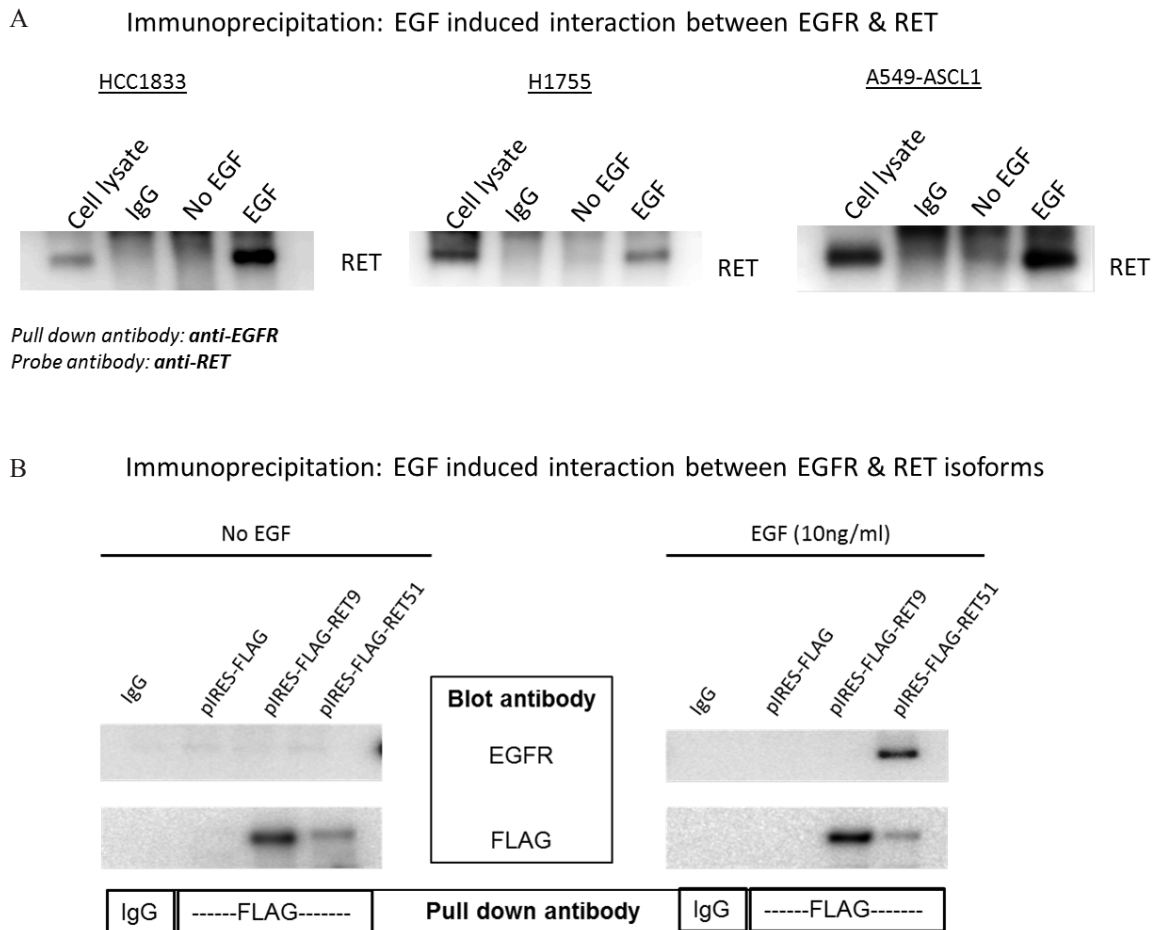 A
Immunoprecipitation: EGF induced interaction between EGFR & RET
HCC1833
H1755
A549-ASCL1
Cell lysate
IgG
No EGF
EGF
Cell lysate
IgG
No EGF
EGF
Cell lysate
IgG
No EGF
EGF
RET
RET
RET
Pull down antibody: anti-EGFR
Probe antibody: anti-RET
B
Immunoprecipitation: EGF induced interaction between EGFR & RET isoforms
No EGF
EGF (10ng/ml)
IgG
pIRES-FLAG
pIRES-FLAG-RET9
pIRES-FLAG-RET51
IgG
pIRES-FLAG
pIRES-FLAG-RET9
pIRES-FLAG-RET51
Blot antibody
EGFR
FLAG
IgG
------FLAG-------
Pull down antibody
IgG
------FLAG-------